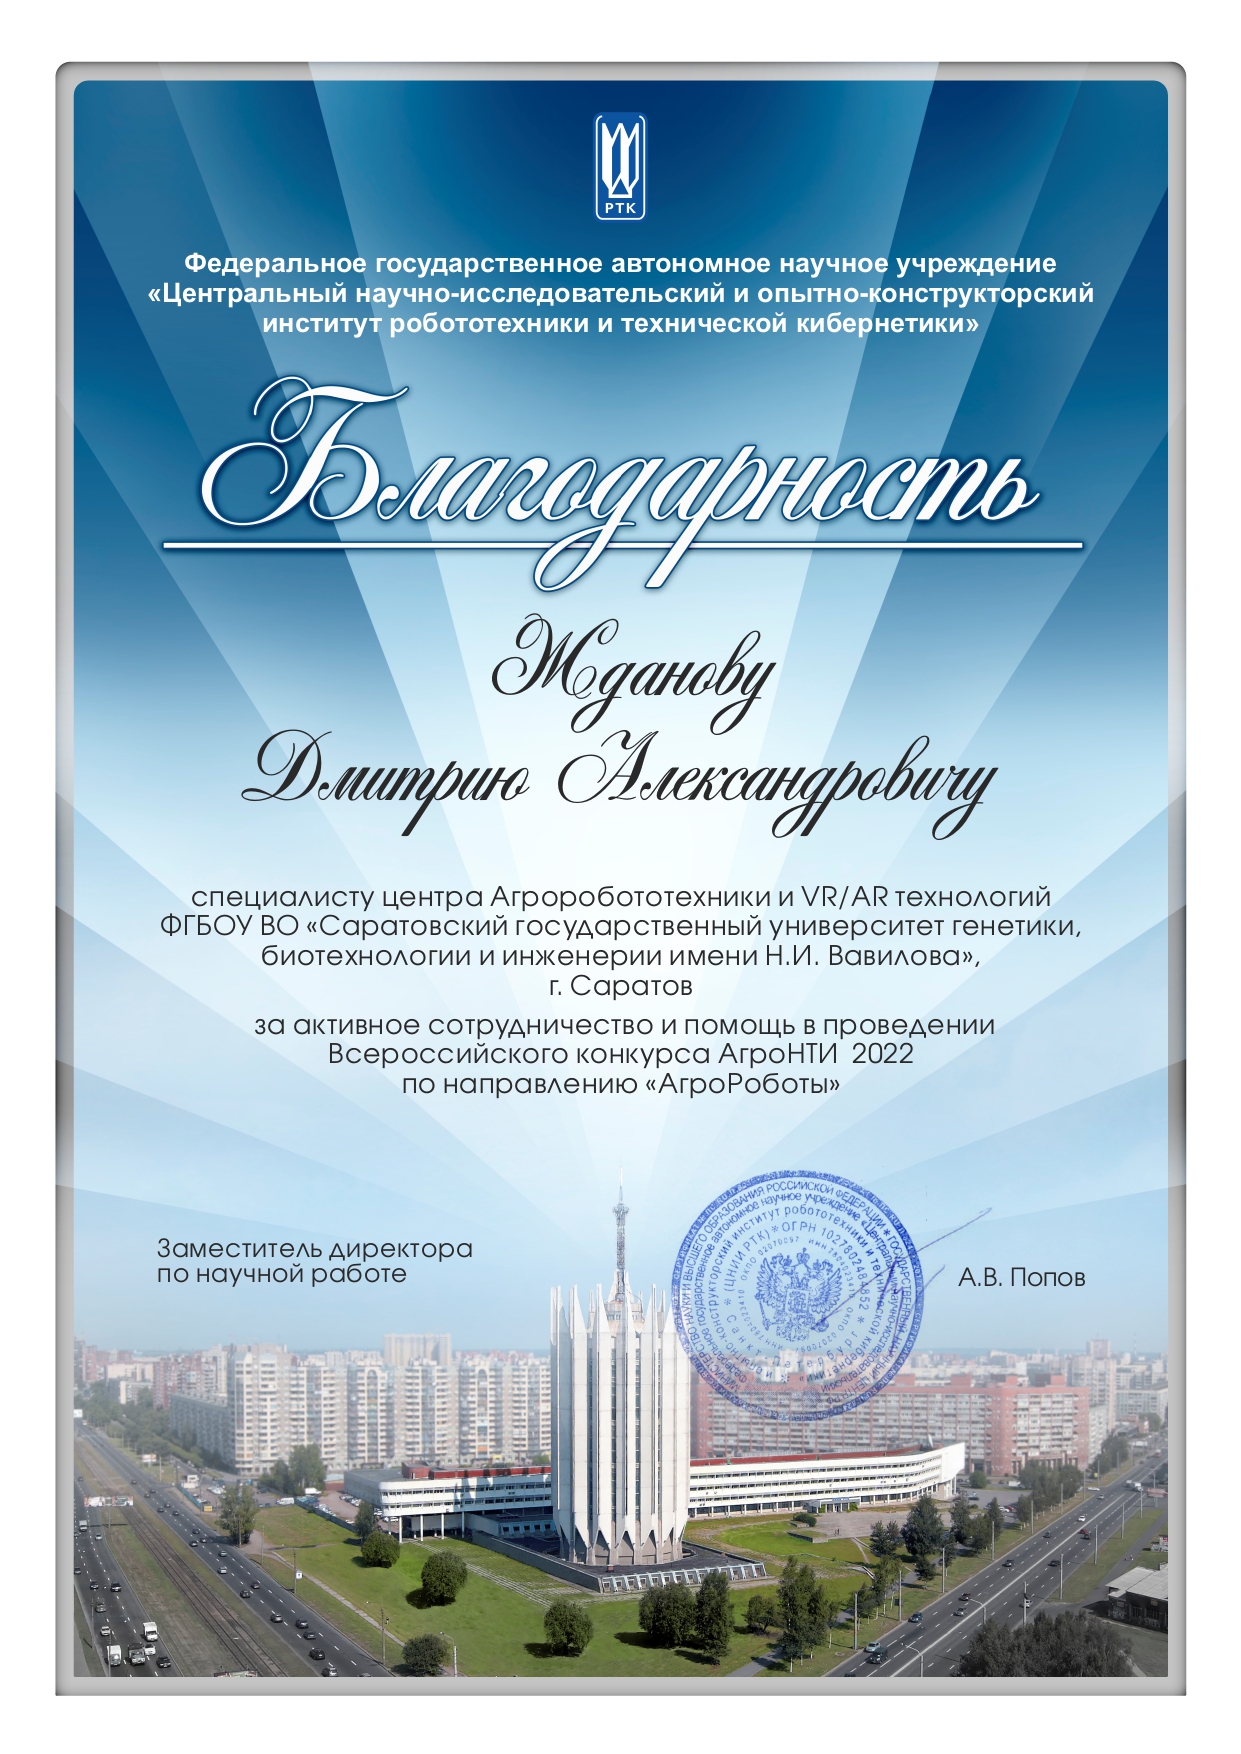 РТК
Федеральное государственное автономное научное учреждение
«Центральный научно-исследовательский и опытно-конструкторский
институт робототехники и технической кибернетики»
Благодарность
Жданову
Дмитрию Александровичу
специалисту центра Агроробототехники и VR/AR технологий
ФГБОУ ВО «Саратовский государственный университет генетики,
биотехнологии и инженерии имени Н.И. Вавилова»,
г. Саратов
за активное сотрудничество и помощь в проведении
Всероссийского конкурса АгроНТИ 2022
по направлению «АгроРоботы»
Заместитель директора
по научной работе
А.В. Попов